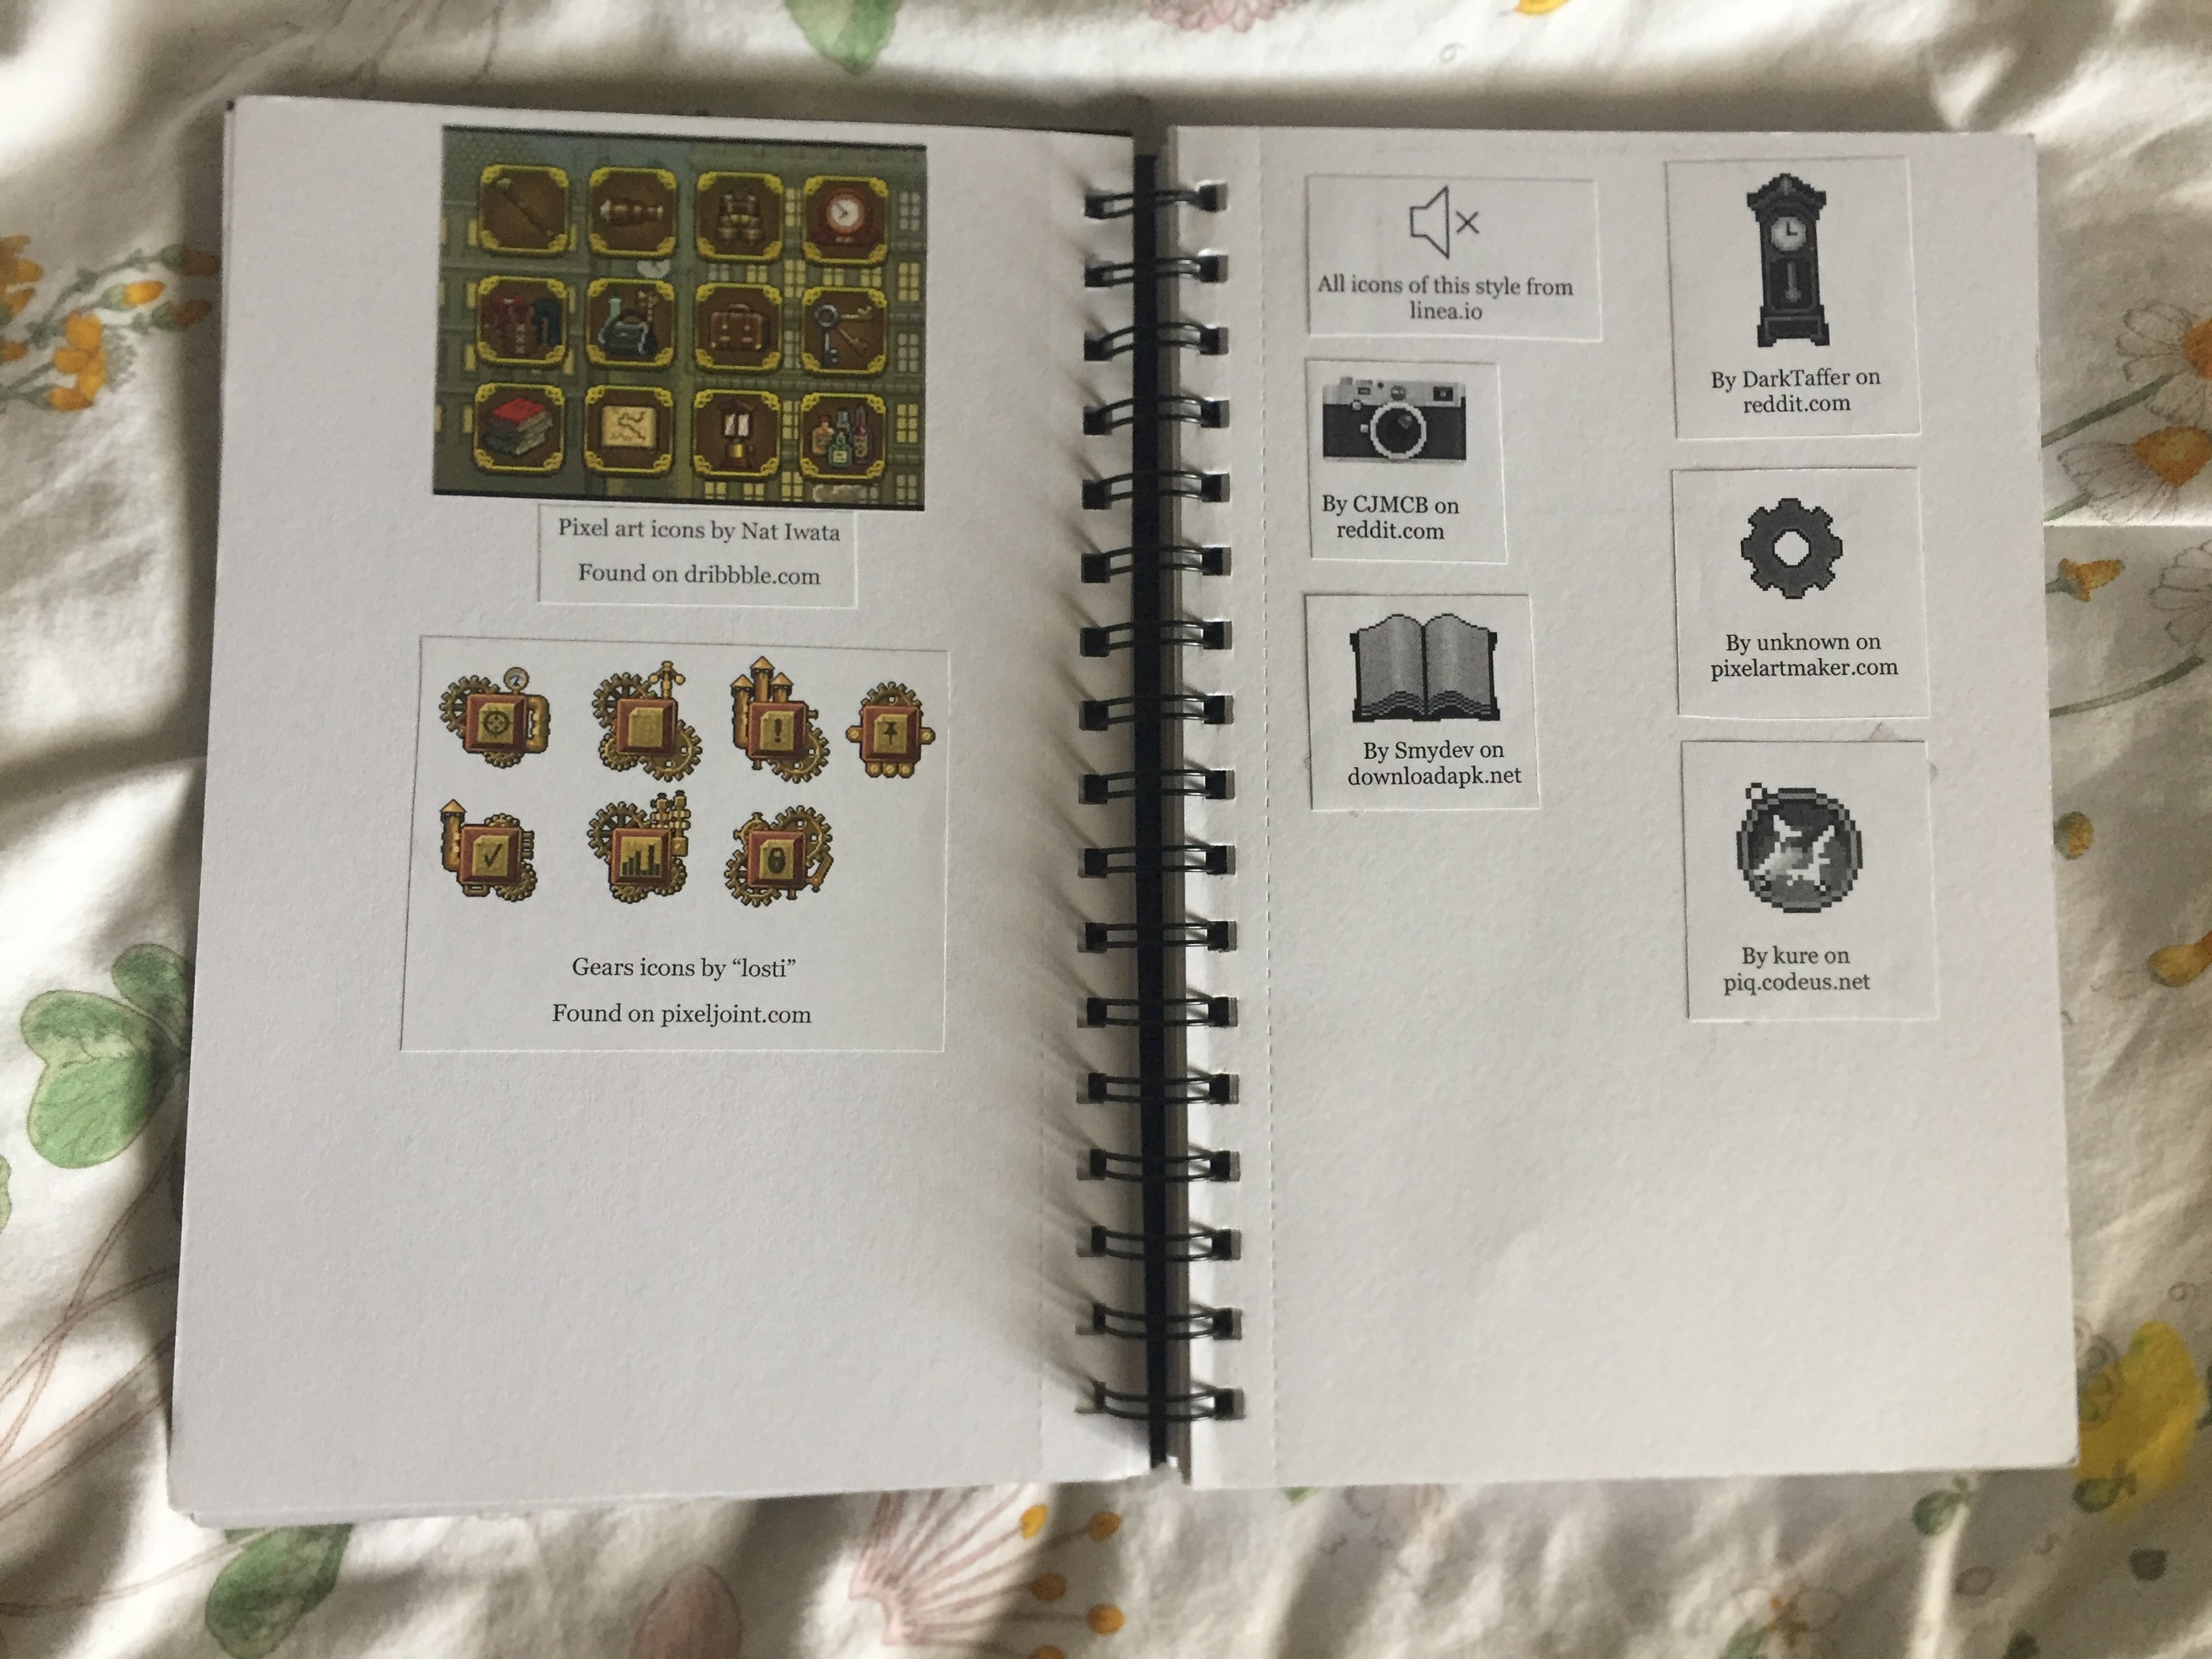 Pixel art icons by Nat Iwata
Found on dribbble.com
Gears icons by “losti”
Found on pixeljoint.com
All icons of this style from
linea.io
By CJMCB on
reddit.com
By Smydev on
downloadapk.net
By DarkTaffer on
reddit.com
By unknown on
pixelartmaker.com
By kure on
piq.codeus.net